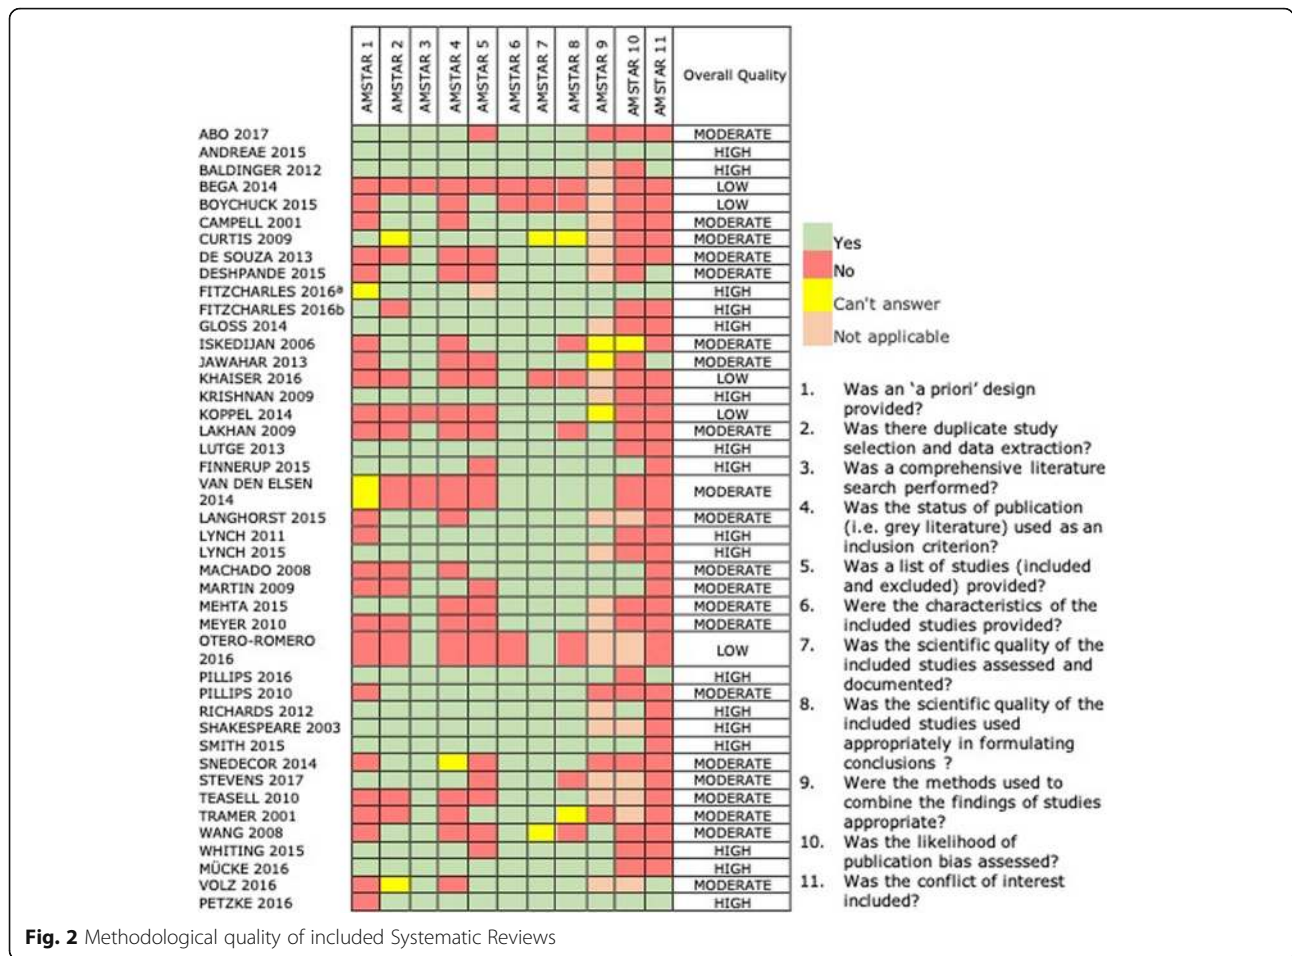 AMSTAR 1
AMSTAR 2
AMSTAR 3
AMSTAR 4
AMSTAR 5
AMSTAR 6
AMSTAR 7
AMSTAR 8
AMSTAR 9
AMSTAR 10
AMSTAR 11
Overall Quality
ABO 2017 MODERATE
ANDREAE 2015 HIGH
BALDINGER 2012 HIGH
BEGA 2014 LOW
BOYCHUCK 2015 LOW
CAMPELL 2001 MODERATE
CURTIS 2009 MODERATE
DE SOUZA 2013 MODERATE
DESHPANDE 2015 MODERATE
FITZCHARLES 2016ª HIGH
FITZCHARLES 2016b HIGH
GLOSS 2014 HIGH
ISKEDIJAN 2006 MODERATE
JAWAHAR 2013 MODERATE
KHAISER 2016 LOW
KRISHNAN 2009 HIGH
KOPPEL 2014 LOW
LAKHAN 2009 MODERATE
LUTGE 2013 HIGH
FINNERUP 2015 HIGH
VAN DEN ELSEN
2014 MODERATE
LANGHORST 2015 MODERATE
LYNCH 2011 HIGH
LYNCH 2015 HIGH
MACHADO 2008 MODERATE
MARTIN 2009 MODERATE
MEHTA 2015 MODERATE
MEYER 2010 MODERATE
OTERO-ROMERO
2016 LOW
PILLIPS 2016 HIGH
PILLIPS 2010 MODERATE
RICHARDS 2012 HIGH
SHAKESPEARE 2003 HIGH
SMITH 2015 HIGH
SNEDECOR 2014 MODERATE
STEVENS 2017 MODERATE
TEASELL 2010 MODERATE
TRAMER 2001 MODERATE
WANG 2008 MODERATE
WHITING 2015 HIGH
MÜCKE 2016 HIGH
VOLZ 2016 MODERATE
PETZKE 2016 HIGH
Yes
No
Can't answer
Not applicable
1. Was an ‘a priori’ design
provided?
2. Was there duplicate study
selection and data extraction?
3. Was a comprehensive literature
search performed?
4. Was the status of publication
(i.e. grey literature) used as an
inclusion criterion?
5. Was a list of studies (included
and excluded) provided?
6. Were the characteristics of the
included studies provided?
7. Was the scientific quality of the
included studies assessed and
documented?
8. Was the scientific quality of the
included studies used
appropriately in formulating
conclusions ?
9. Were the methods used to
combine the findings of studies
appropriate?
10. Was the likelihood of
publication bias assessed?
11. Was the conflict of interest
included?
Fig. 2 Methodological quality of included Systematic Reviews